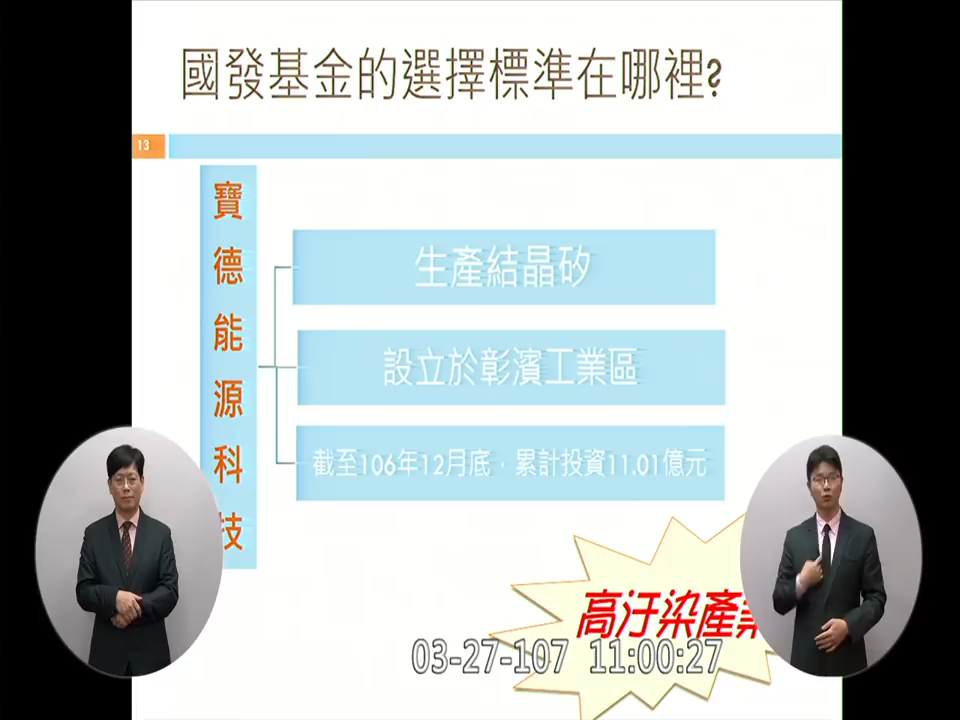 國發基金的選擇標準在哪裡?
13
寶德能源科技
生產結晶矽
設立於彰濱工業區
截至106年12月底，累計投資11.01億元
高汙染產業
03-27-107 11:00:27